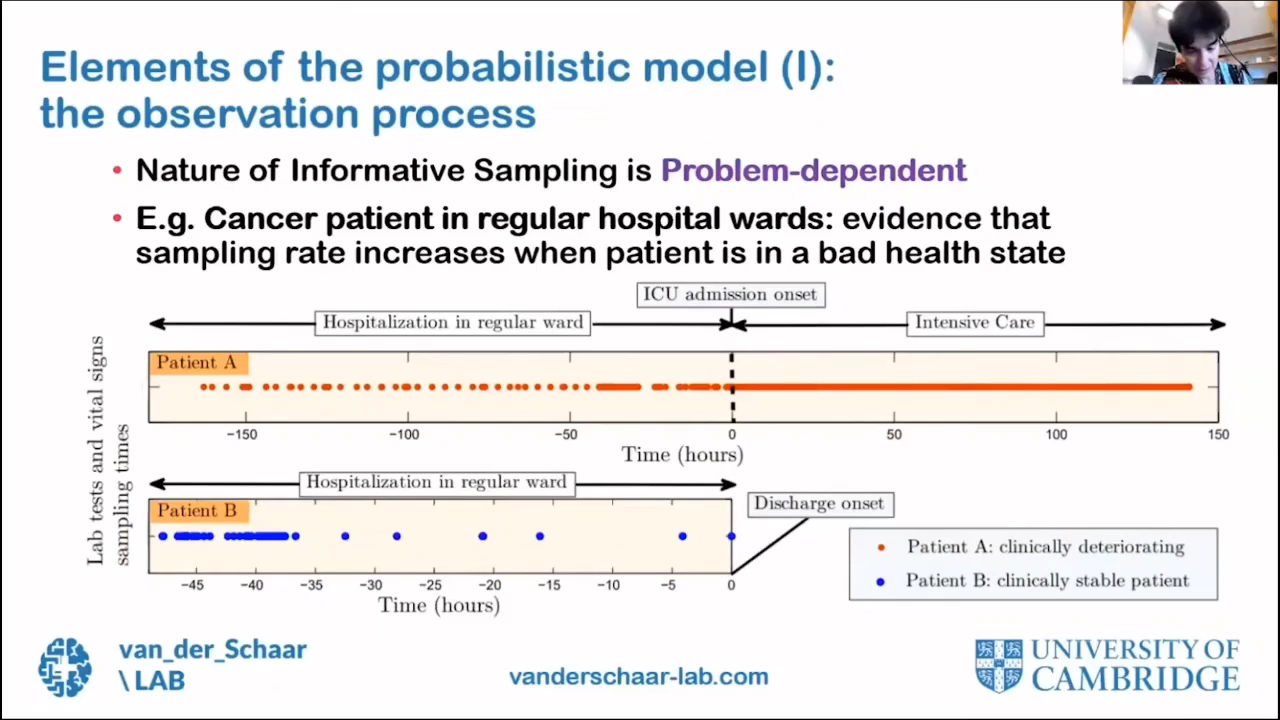 Elements of the probabilistic model (I):
the observation process
• Nature of Informative Sampling is Problem-dependent
• E.g. Cancer patient in regular hospital wards: evidence that
sampling rate increases when patient is in a bad health state
ICU admission onset
Hospitalization in regular ward
Intensive Care
Lab tests and vital signs
sampling times
Patient A
−150 −100 −50 0 50 100 150
Time (hours)
Hospitalization in regular ward
Patient B
Discharge onset
−45 −40 −35 −30 −25 −20 −15 −10 −5 0
Time (hours)
Patient A: clinically deteriorating
Patient B: clinically stable patient
van_der_Schaar
\ LAB
vanderschaar-lab.com
UNIVERSITY OF
CAMBRIDGE